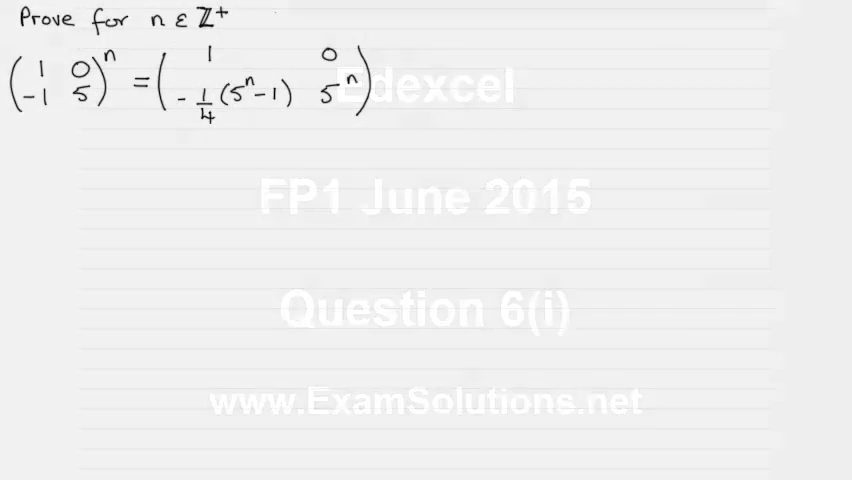 Prove for n ε ℤ⁺
(1 0; -1 5)ⁿ = (1 0; -1/4 (5ⁿ-1) 5ⁿ)
Edexcel
FP1 June 2015
Question 6(i)
www.ExamSolutions.net